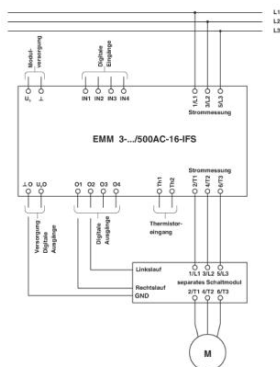 L1
L2
L3
Modul-
versorgung
Digitale
Eingänge
IN1 IN2 IN3 IN4
1/L1 3/L2 5/L3
Strommessung
EMM 3-.../500AC-16-IFS
Strommessung
O1 O2 O3 O4
Th1 Th2
2/T1 4/T2 6/T3
Versorgung
Digitale
Ausgänge
Digitale
Ausgänge
Thermistor-
eingang
Linkslauf
Rechtslauf
GND
1/L1 3/L2 5/L3
separates Schaltmodul
2/T1 4/T2 6/T3
M